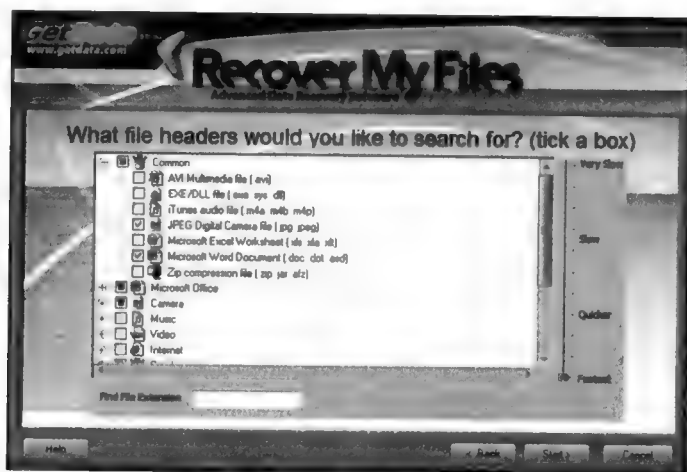 www.getdata.com
Recover My Files
What file headers would you like to search for? (tick a box)
Common
AVI Multimedia file ( avi)
EXE/DLL file ( exe sys dll)
iTunes audio file ( m4a m4b m4p)
JPEG Digital Camera file ( jpg jpeg)
Microsoft Excel Worksheet ( xls xla xlt)
Microsoft Word Document ( doc dot asd)
Zip compression file ( zip jar afz)
Microsoft Office
Camera
Music
Video
Internet
Very Slow
Slow
Quicker
Fastest
Find File Extension
Help
< Back
Start >
Cancel